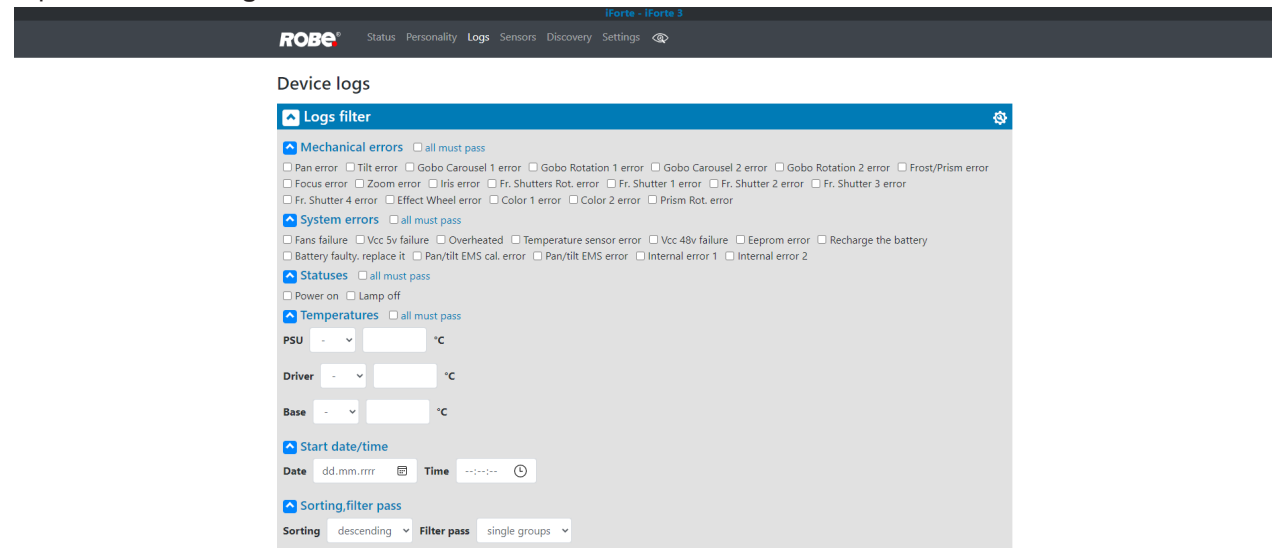 iForte - iForte 3
ROBE® Status Personality Logs Sensors Discovery Settings
Device logs
Logs filter
Mechanical errors all must pass
Pan error Tilt error Gobo Carousel 1 error Gobo Rotation 1 error Gobo Carousel 2 error Gobo Rotation 2 error Frost/Prism error
Focus error Zoom error Iris error Fr. Shutters Rot. error Fr. Shutter 1 error Fr. Shutter 2 error Fr. Shutter 3 error
Fr. Shutter 4 error Effect Wheel error Color 1 error Color 2 error Prism Rot. error
System errors all must pass
Fans failure Vcc 5v failure Overheated Temperature sensor error Vcc 48v failure Eeprom error Recharge the battery
Battery faulty. replace it Pan/tilt EMS cal. error Pan/tilt EMS error Internal error 1 Internal error 2
Statuses all must pass
Power on Lamp off
Temperatures all must pass
PSU - °C
Driver - °C
Base - °C
Start date/time
Date dd.mm.rrrr Time --:--:--
Sorting,filter pass
Sorting descending Filter pass single groups